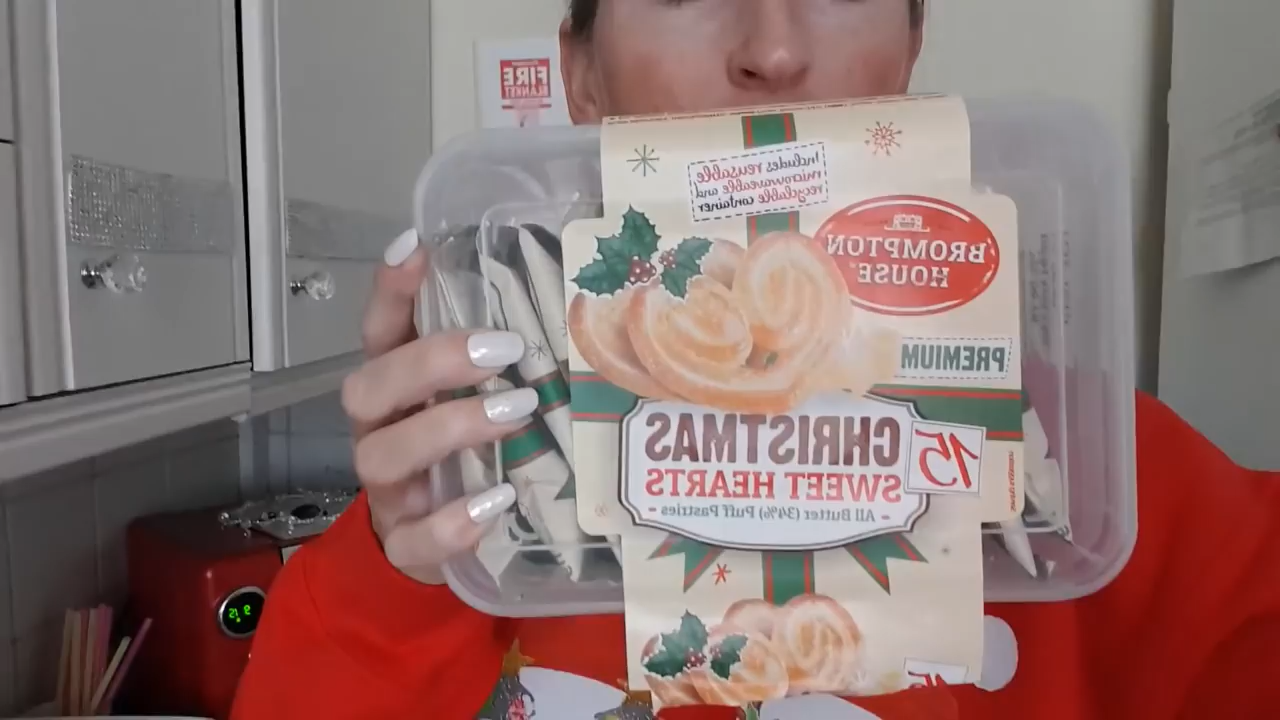 FIRE
BLANKET
Includes reusable
microwaveable and
recyclable container
BROMPTON
HOUSE
PREMIUM
CHRISTMAS
15
SWEET HEARTS
- All Butter (34%) Puff Pastries -
15